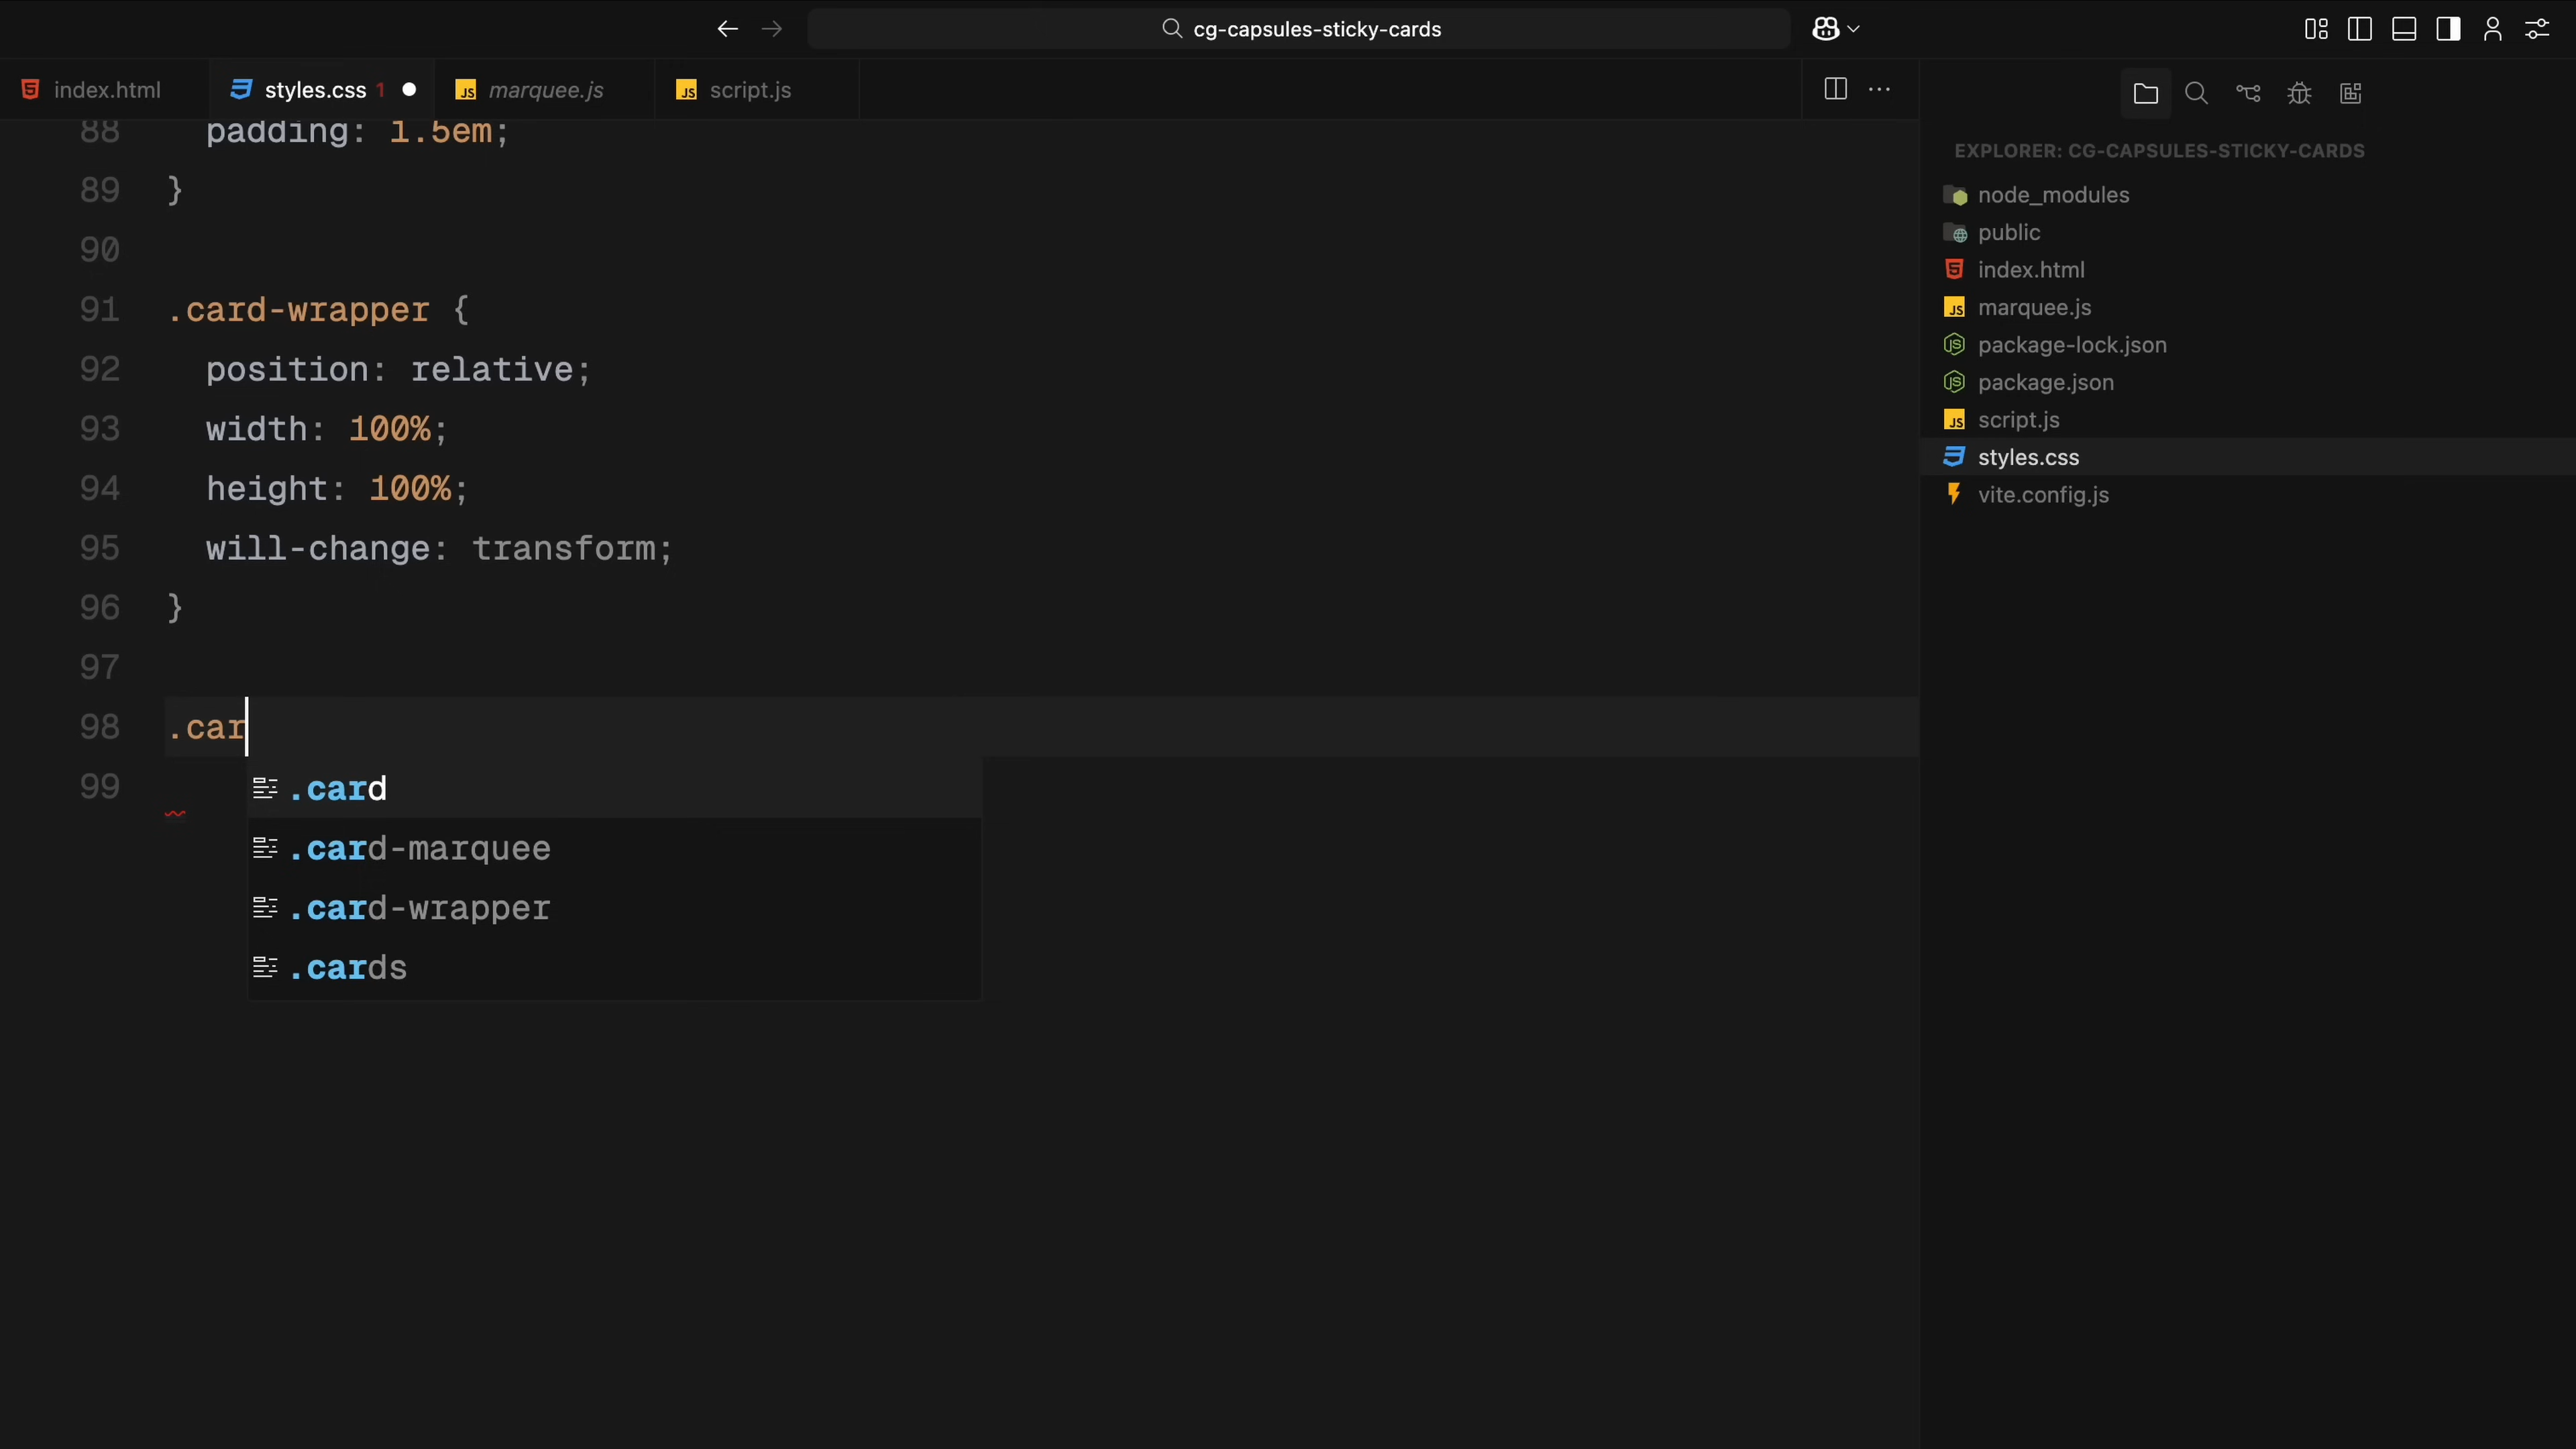 cg-capsules-sticky-cards
index.html
styles.css 1
marquee.js
script.js
88 padding: 1.5em;
89 }
90
91 .card-wrapper {
92 position: relative;
93 width: 100%;
94 height: 100%;
95 will-change: transform;
96 }
97
98 .car
99
.card
.card-marquee
.card-wrapper
.cards
EXPLORER: CG-CAPSULES-STICKY-CARDS
node_modules
public
index.html
marquee.js
package-lock.json
package.json
script.js
styles.css
vite.config.js